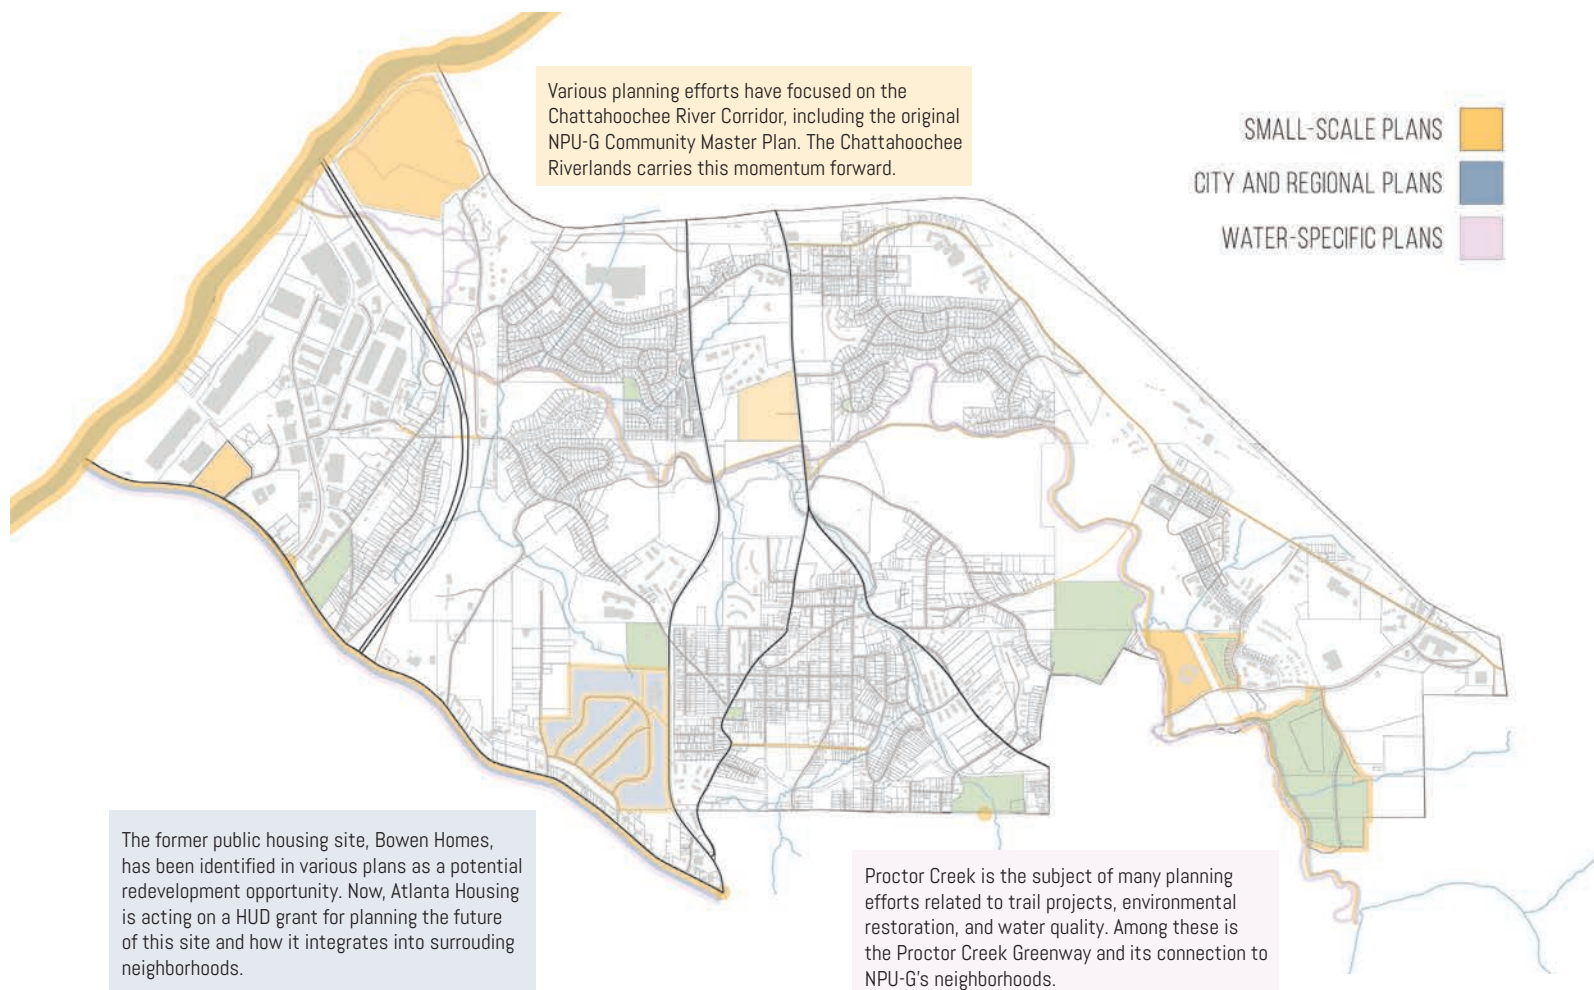 Various planning efforts have focused on the
Chattahoochee River Corridor, including the original
NPU-G Community Master Plan. The Chattahoochee
Riverlands carries this momentum forward.
SMALL-SCALE PLANS
CITY AND REGIONAL PLANS
WATER-SPECIFIC PLANS
The former public housing site, Bowen Homes,
has been identified in various plans as a potential
redevelopment opportunity. Now, Atlanta Housing
is acting on a HUD grant for planning the future
of this site and how it integrates into surrouding
neighborhoods.
Proctor Creek is the subject of many planning
efforts related to trail projects, environmental
restoration, and water quality. Among these is
the Proctor Creek Greenway and its connection to
NPU-G's neighborhoods.